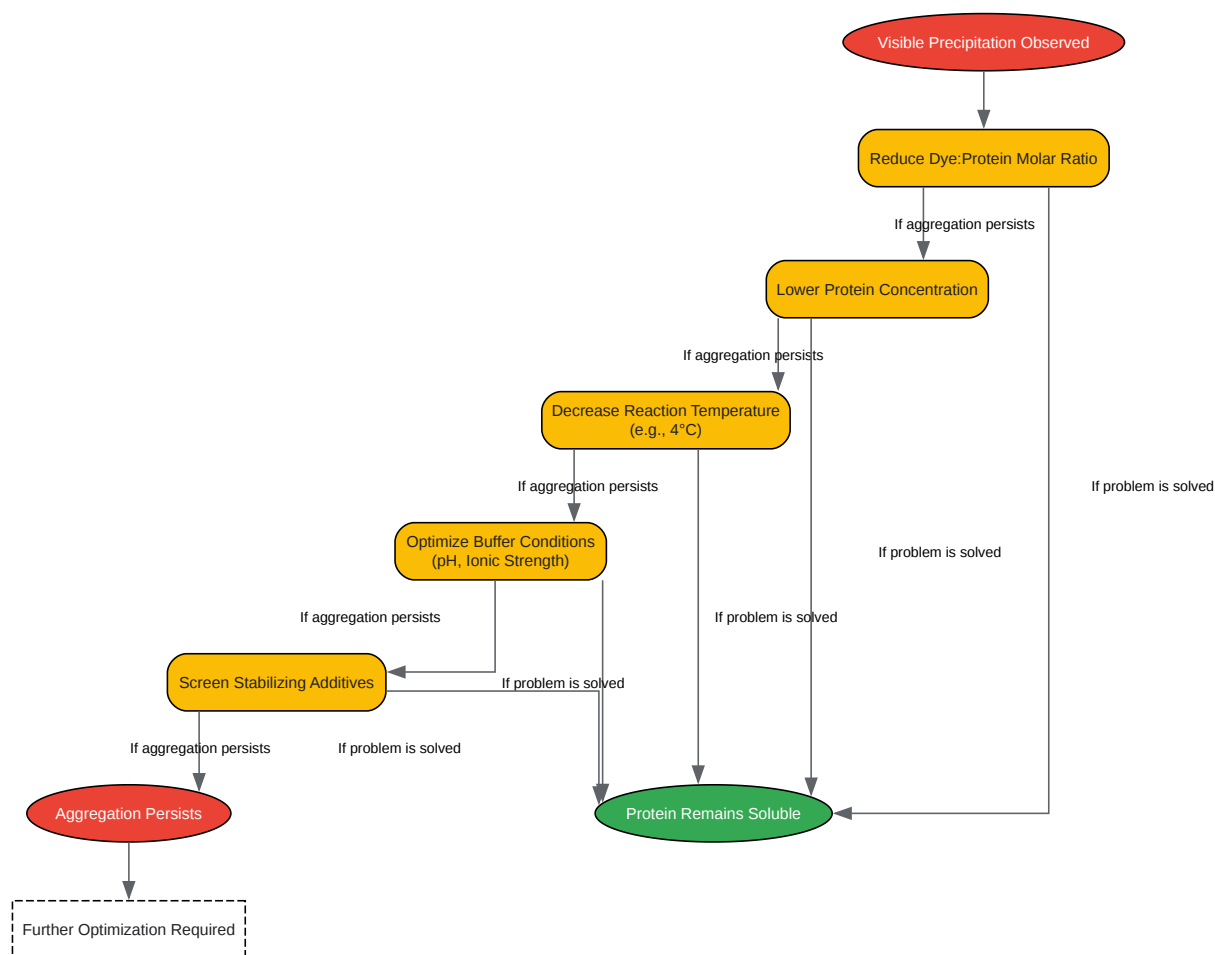 Visible Precipitation Observed
Reduce Dye:Protein Molar Ratio
If aggregation persists
Lower Protein Concentration
If aggregation persists
Decrease Reaction Temperature
(e.g., 4°C)
If aggregation persists
If problem is solved
Optimize Buffer Conditions
(pH, Ionic Strength)
If problem is solved
If aggregation persists
If problem is solved
Screen Stabilizing Additives
If problem is solved
If aggregation persists
If problem is solved
Aggregation Persists
Protein Remains Soluble
Further Optimization Required